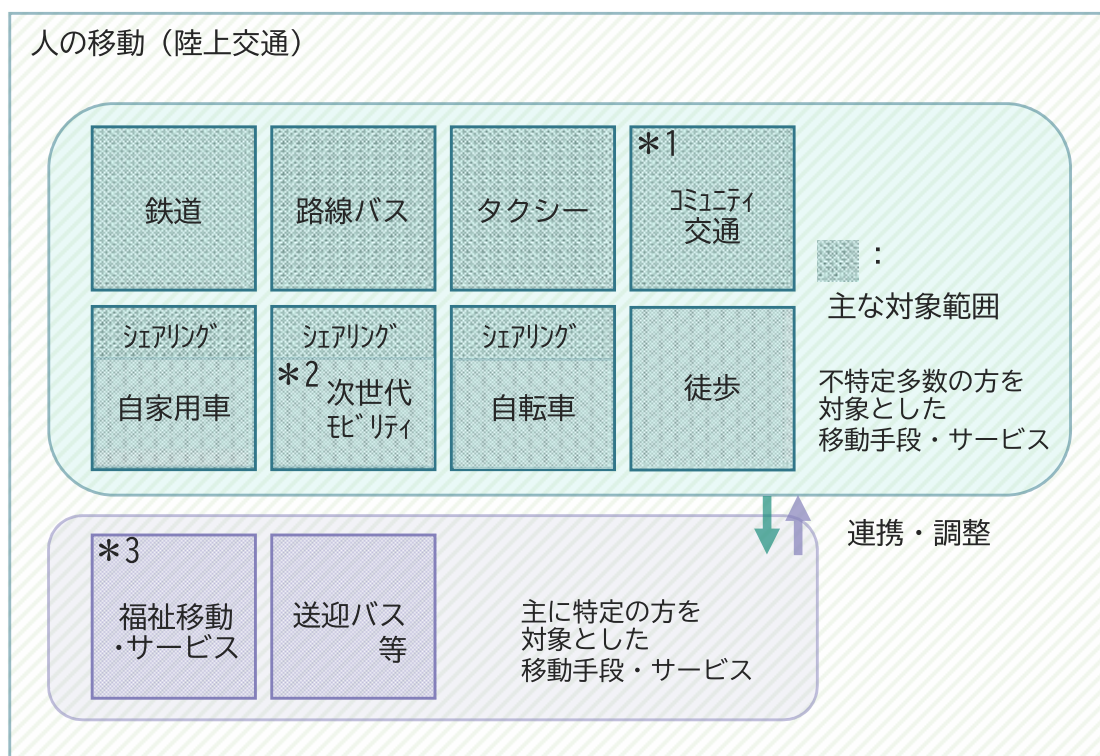 人の移動（陸上交通）
鉄道
路線バス
タクシー
＊1
ｺﾐｭﾆﾃｨ
交通
：
主な対象範囲
ｼｪｱﾘﾝｸﾞ
自家用車
ｼｪｱﾘﾝｸﾞ
＊2
次世代
ﾓﾋﾞﾘﾃｨ
ｼｪｱﾘﾝｸﾞ
自転車
徒歩
不特定多数の方を
対象とした
移動手段・サービス
連携・調整
＊3
福祉移動
･サービス
送迎バス
等
主に特定の方を
対象とした
移動手段・サービス